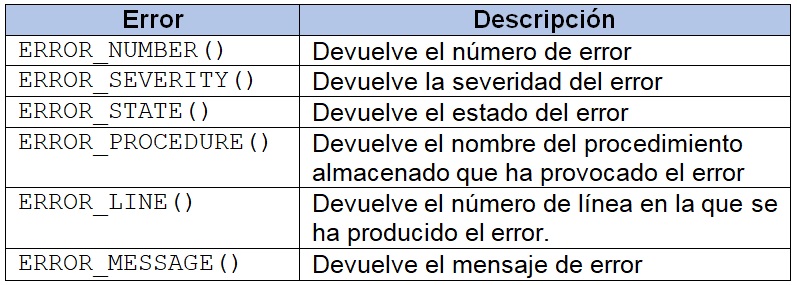 Error Descripción
ERROR_NUMBER() Devuelve el número de error
ERROR_SEVERITY() Devuelve la severidad del error
ERROR_STATE() Devuelve el estado del error
ERROR_PROCEDURE() Devuelve el nombre del procedimiento
almacenado que ha provocado el error
ERROR_LINE() Devuelve el número de línea en la que se
ha producido el error.
ERROR_MESSAGE() Devuelve el mensaje de error